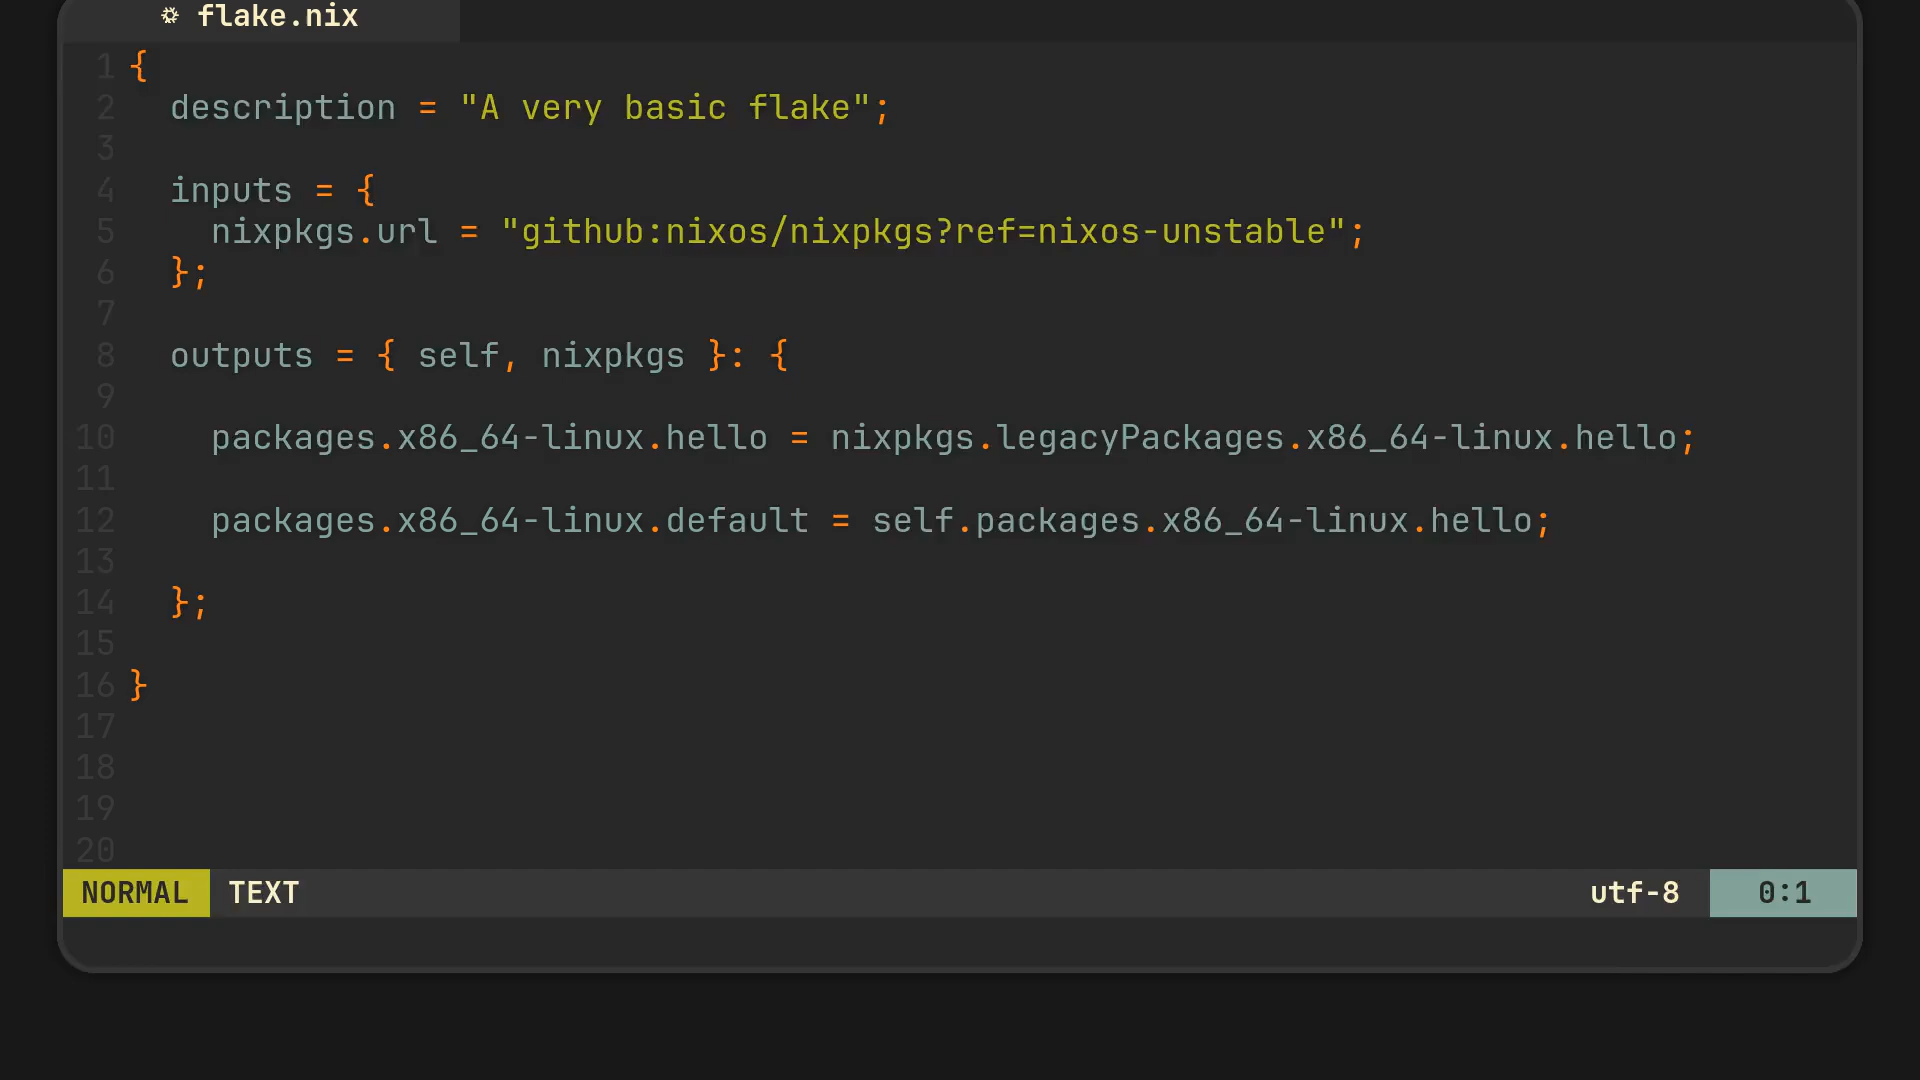 flake.nix
1 {
2   description = "A very basic flake";
3
4   inputs = {
5     nixpkgs.url = "github:nixos/nixpkgs?ref=nixos-unstable";
6   };
7
8   outputs = { self, nixpkgs }: {
9
10     packages.x86_64-linux.hello = nixpkgs.legacyPackages.x86_64-linux.hello;
11
12     packages.x86_64-linux.default = self.packages.x86_64-linux.hello;
13
14   };
15
16 }
17
18
19
20
NORMAL TEXT utf-8 0:1